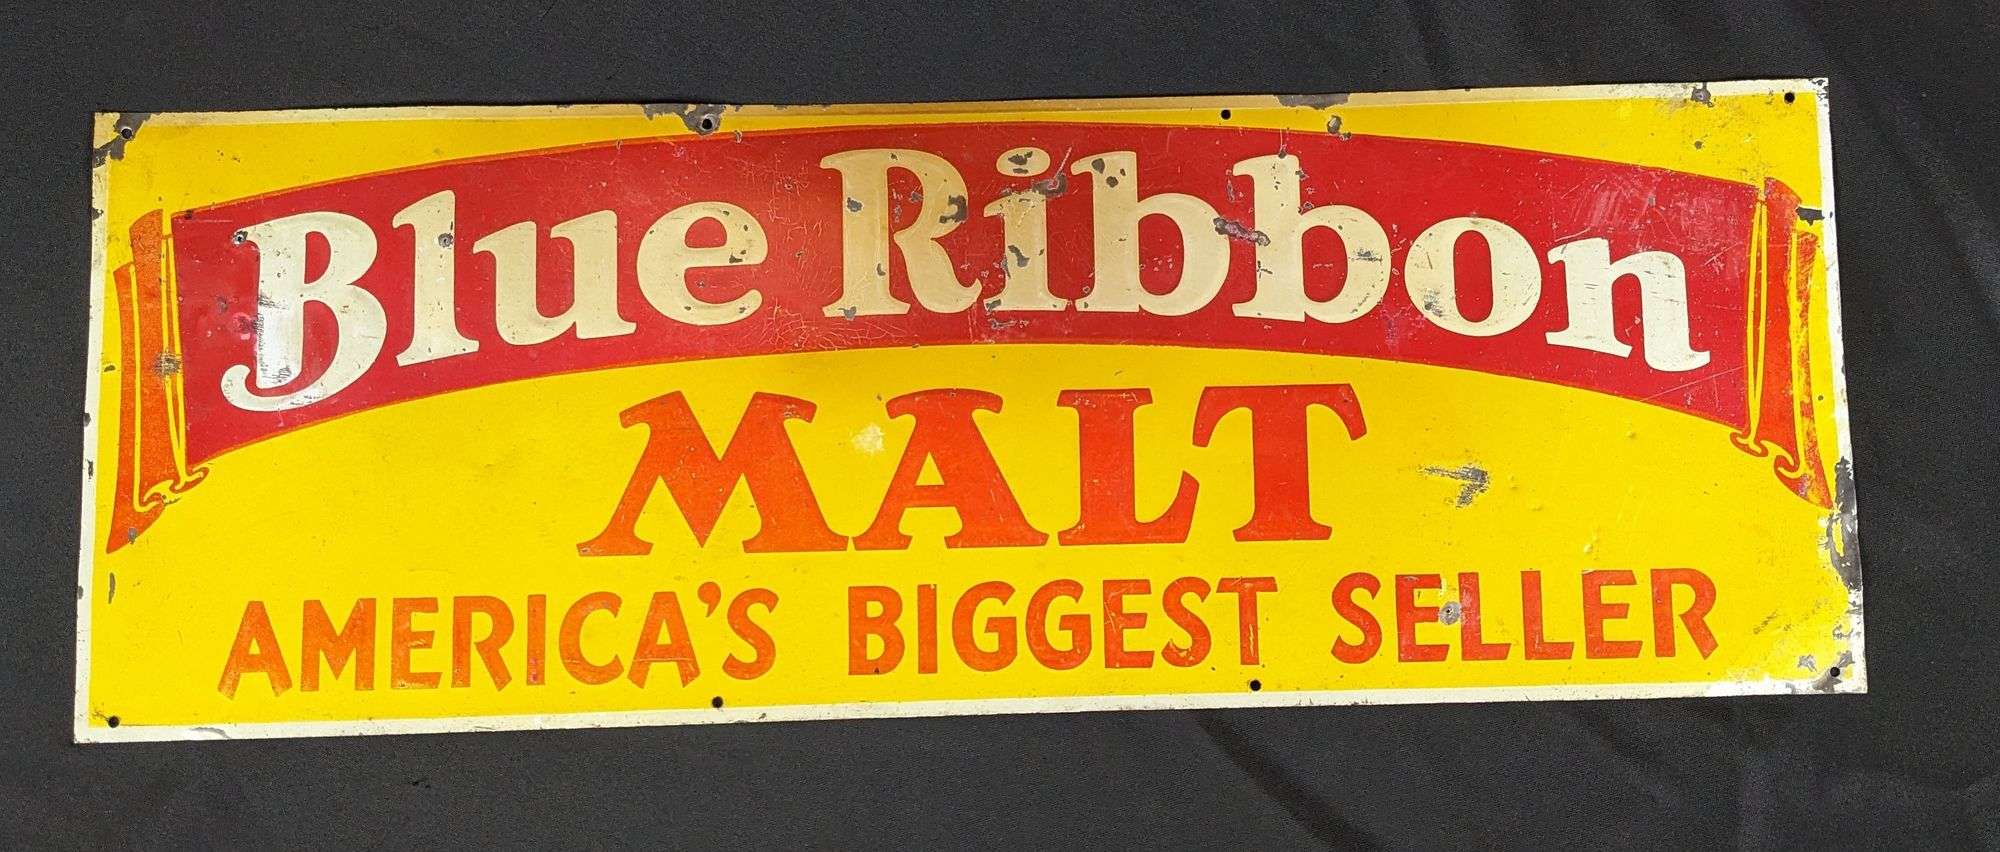 Blue Ribbon
MALT
AMERICA'S BIGGEST SELLER